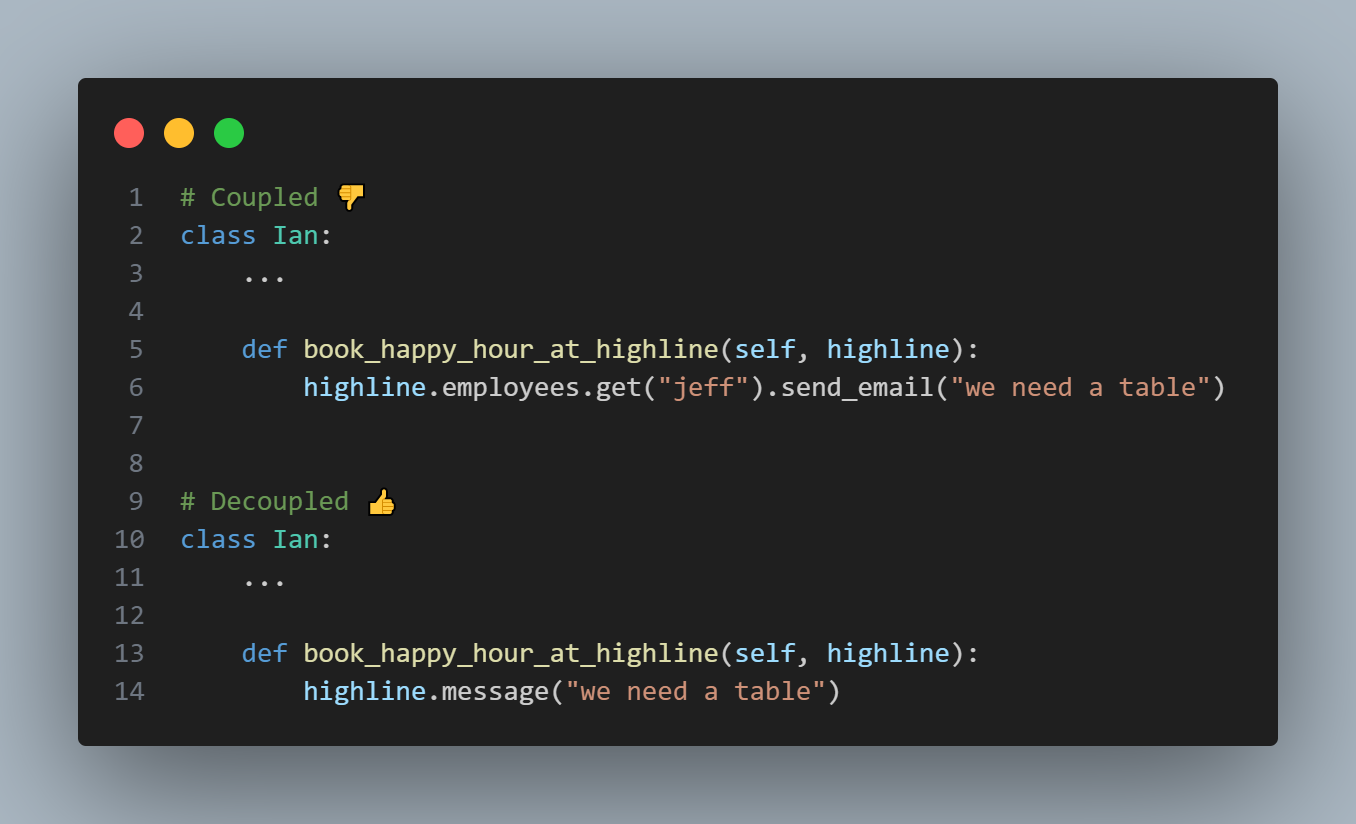 1 # Coupled 👎
2 class Ian:
3     ...
4
5     def book_happy_hour_at_highline(self, highline):
6         highline.employees.get("jeff").send_email("we need a table")
7
8
9 # Decoupled 👍
10 class Ian:
11     ...
12
13     def book_happy_hour_at_highline(self, highline):
14         highline.message("we need a table")